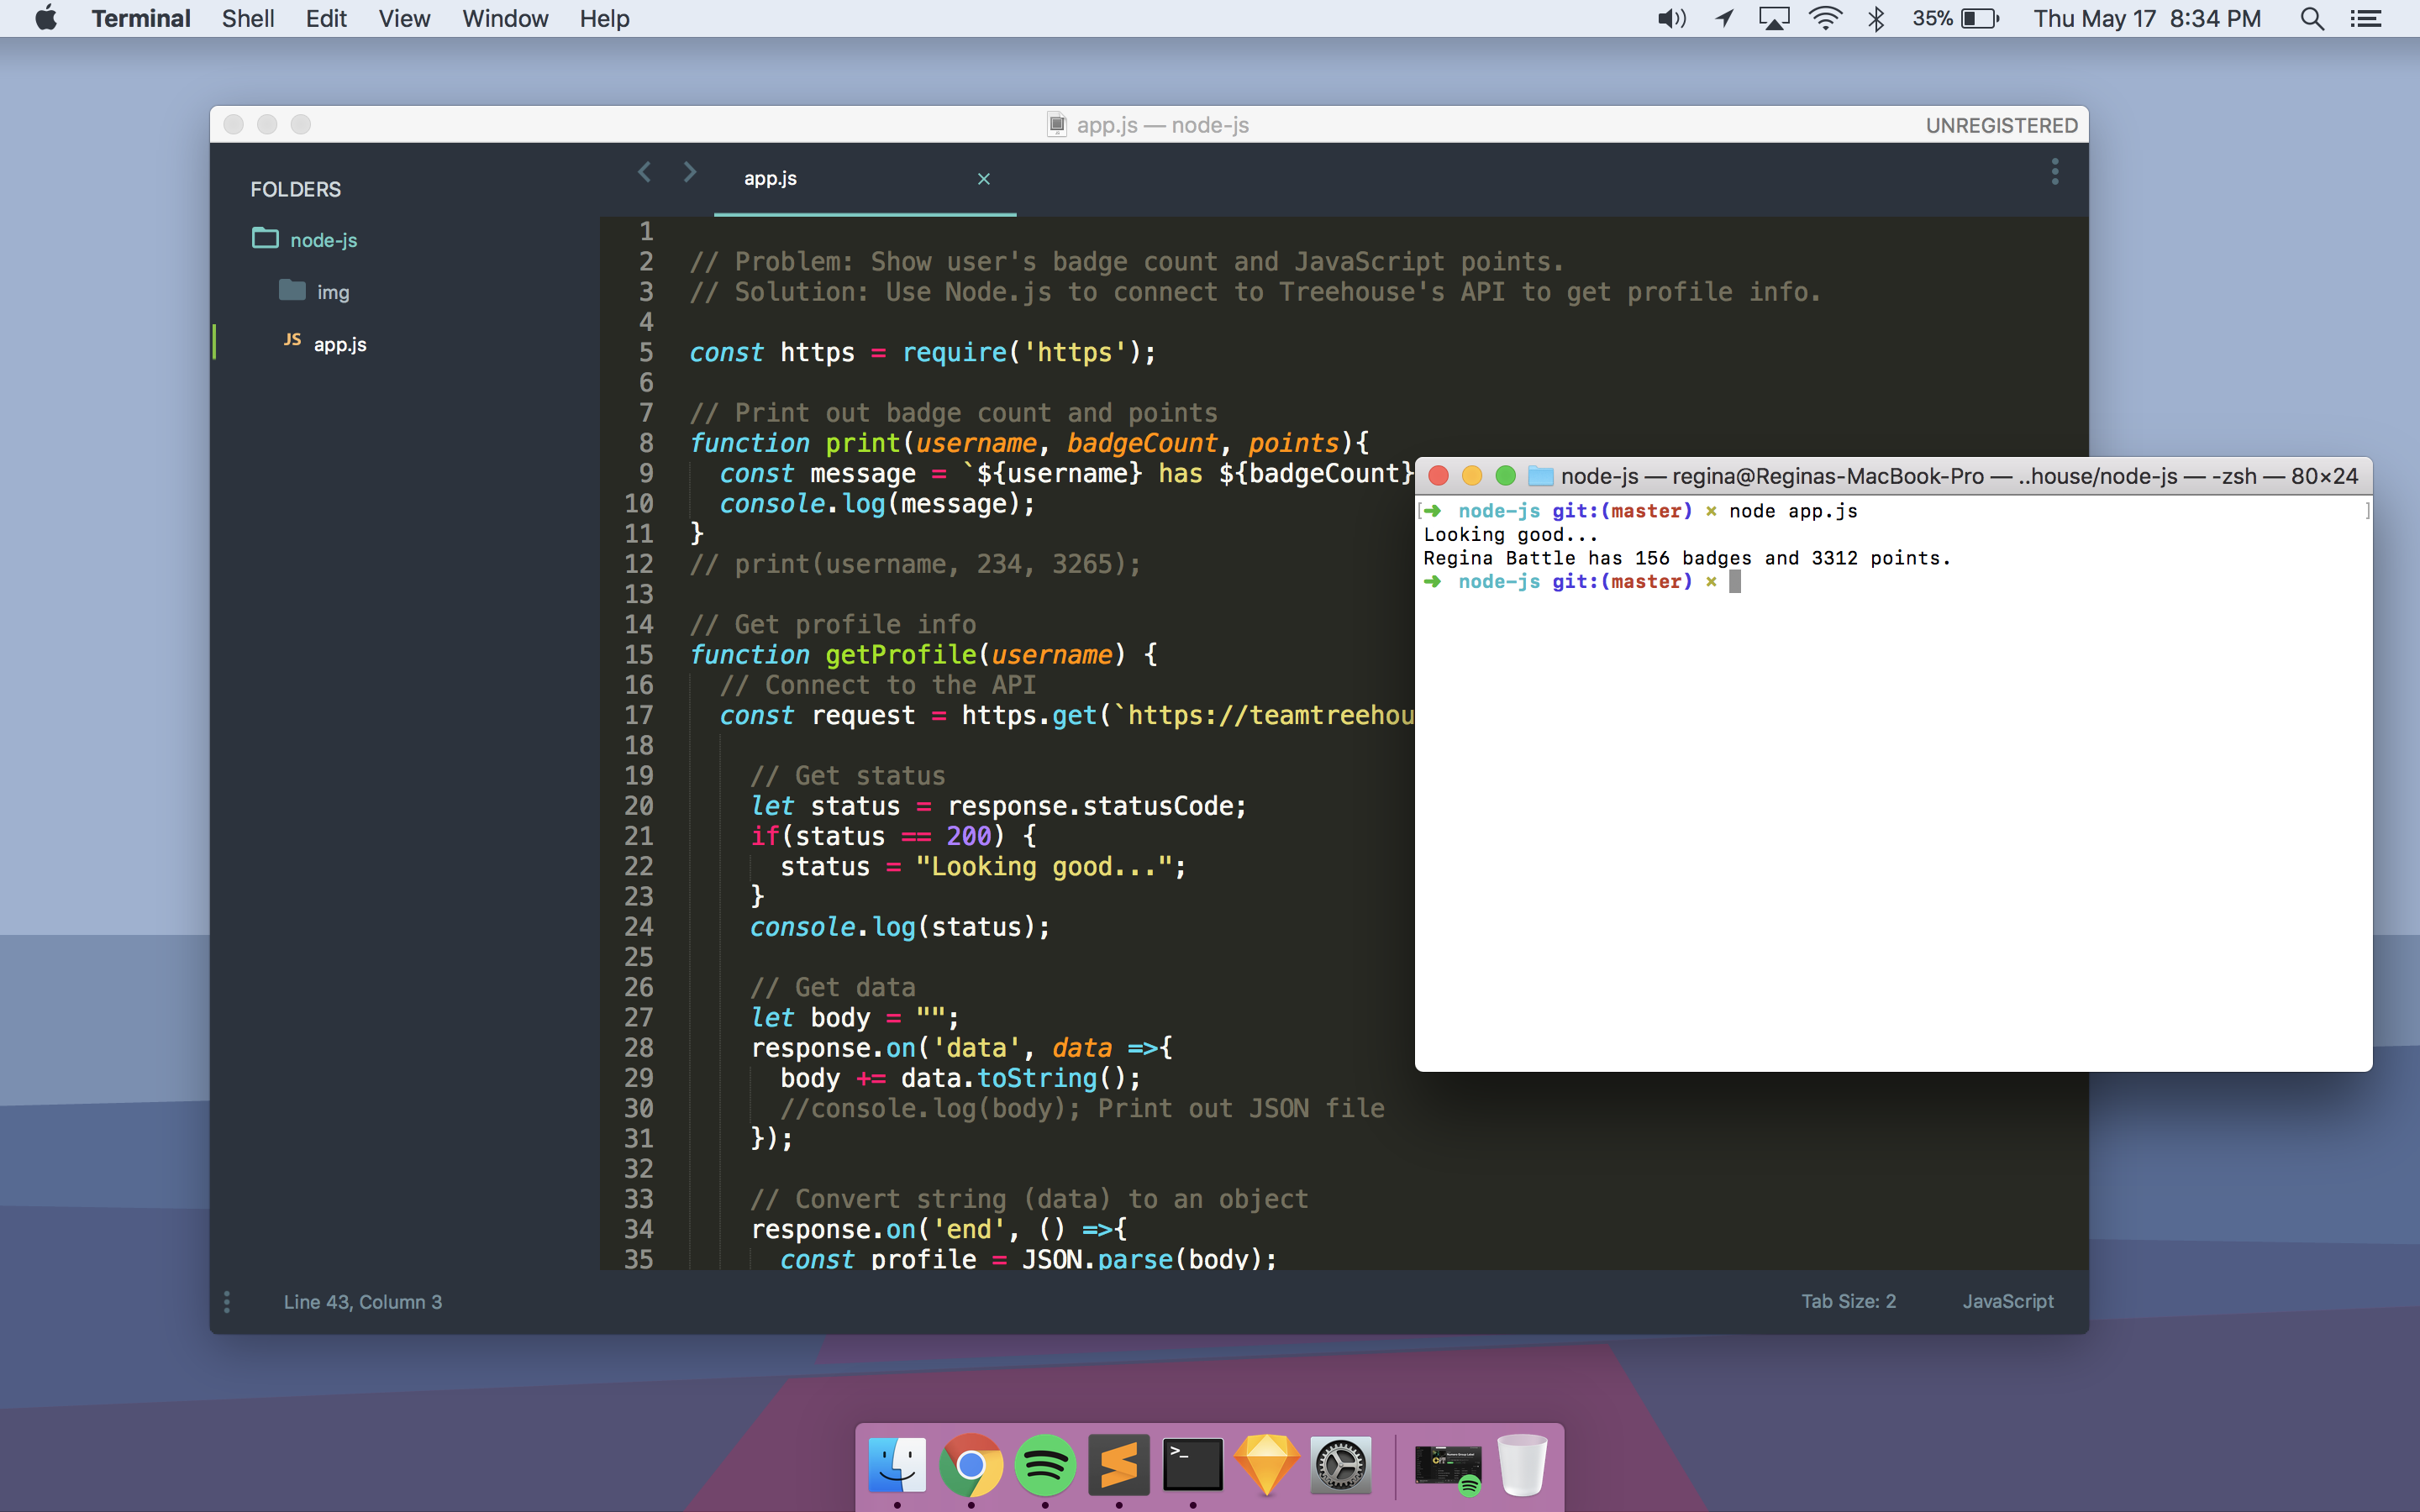 Terminal Shell Edit View Window Help 35% Thu May 17 8:34 PM
app.js — node-js UNREGISTERED
FOLDERS
node-js
img
JS app.js
app.js ×
1
2 // Problem: Show user's badge count and JavaScript points.
3 // Solution: Use Node.js to connect to Treehouse's API to get profile info.
4
5 const https = require('https');
6
7 // Print out badge count and points
8 function print(username, badgeCount, points){
9 const message = `${username} has ${badgeCount}
10 console.log(message);
11 }
12 // print(username, 234, 3265);
13
14 // Get profile info
15 function getProfile(username) {
16 // Connect to the API
17 const request = https.get(`https://teamtreehou
18
19 // Get status
20 let status = response.statusCode;
21 if(status == 200) {
22 status = "Looking good...";
23 }
24 console.log(status);
25
26 // Get data
27 let body = "";
28 response.on('data', data =>{
29 body += data.toString();
30 //console.log(body); Print out JSON file
31 });
32
33 // Convert string (data) to an object
34 response.on('end', () =>{
35 const profile = JSON.parse(body);
Line 43, Column 3 Tab Size: 2 JavaScript
node-js — regina@Reginas-MacBook-Pro — ..house/node-js — -zsh — 80×24
[➜ node-js git:(master) × node app.js ]
Looking good...
Regina Battle has 156 badges and 3312 points.
➜ node-js git:(master) ×
>_